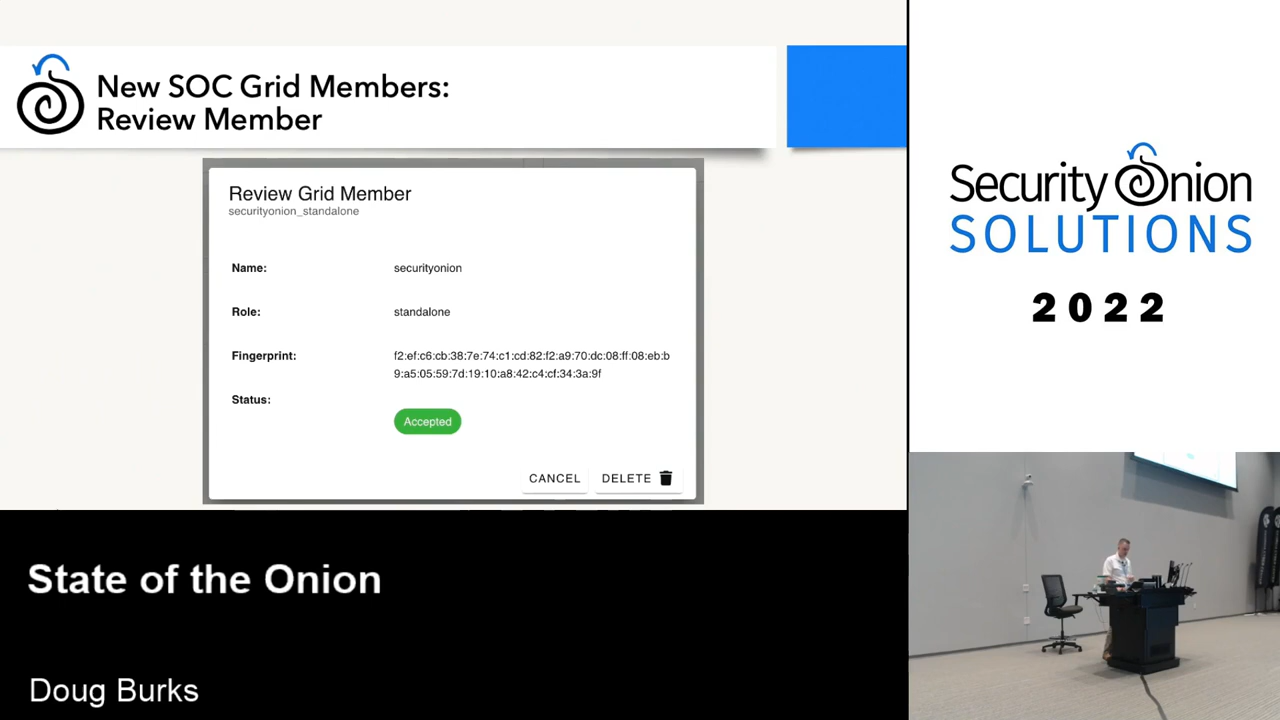 New SOC Grid Members:
Review Member
Review Grid Member
securityonion_standalone
Name: securityonion
Role: standalone
Fingerprint: f2:ef:c6:cb:38:7e:74:c1:cd:82:f2:a9:70:dc:08:ff:08:eb:b
9:a5:05:59:7d:19:10:a8:42:c4:cf:34:3a:9f
Status:
Accepted
CANCEL DELETE
Security Onion
SOLUTIONS
2022
State of the Onion
Doug Burks